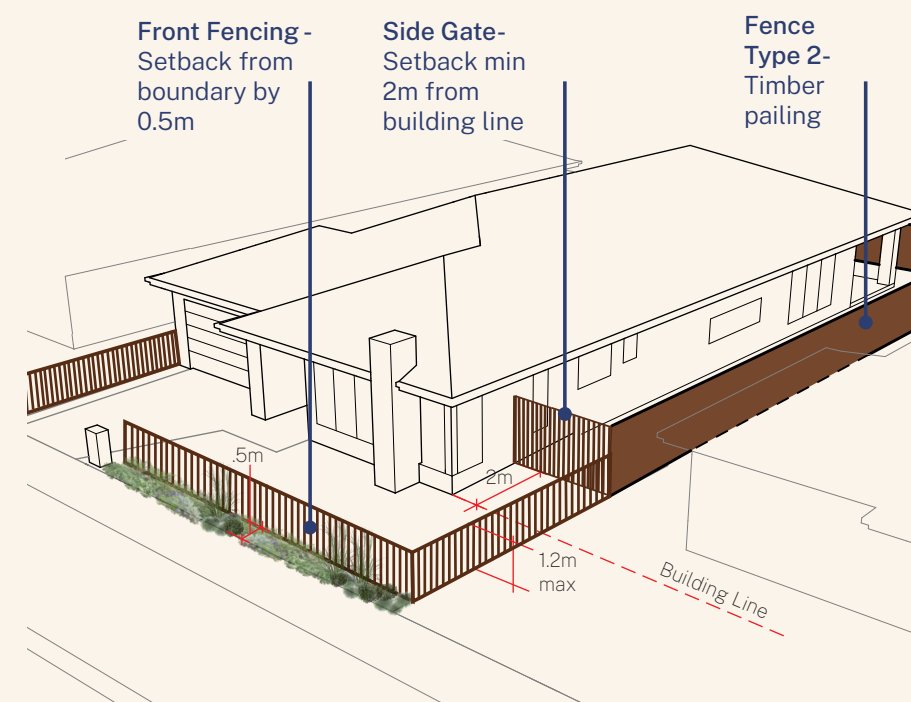 Front Fencing -
Setback from
boundary by
0.5m
Side Gate-
Setback min
2m from
building line
Fence
Type 2-
Timber
pailing
.5m
2m
1.2m
max
Building Line